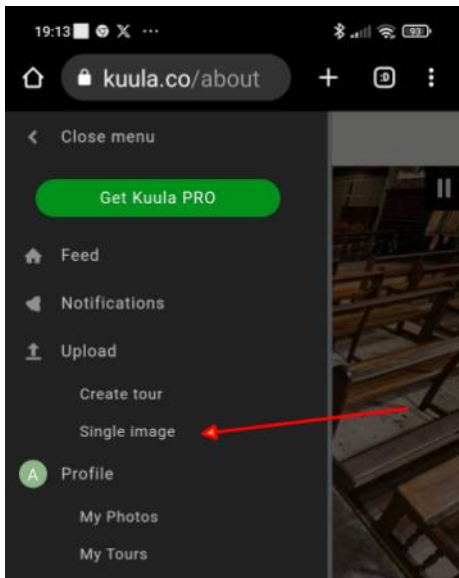 19:13
93
kuula.co/about
:D
Close menu
Get Kuula PRO
Feed
Notifications
Upload
Create tour
Single image
A
Profile
My Photos
My Tours